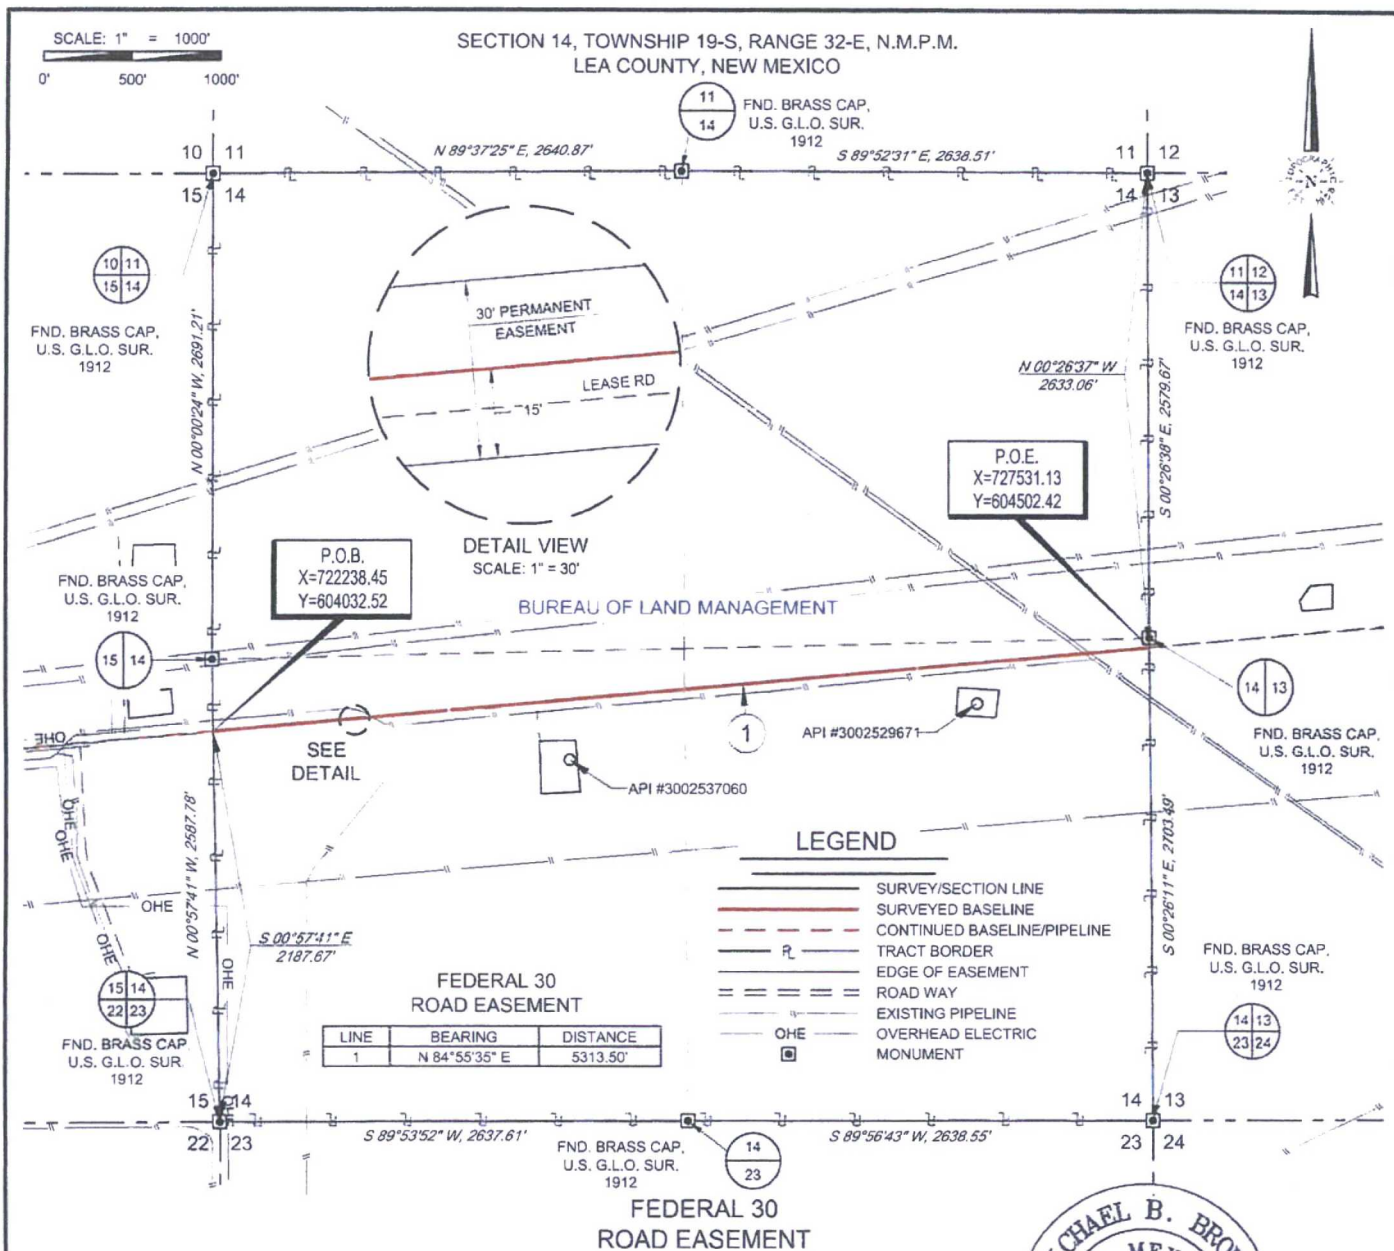 SCALE: 1" = 1000'
0' 500' 1000'
SECTION 14, TOWNSHIP 19-S, RANGE 32-E, N.M.P.M.
LEA COUNTY, NEW MEXICO
11
14
FND. BRASS CAP,
U.S. G.L.O. SUR.
1912
N 89°37'25" E, 2640.87'
S 89°52'31" E, 2638.51'
10 11
15 14
11 12
14 13
N
10 11
15 14
FND. BRASS CAP,
U.S. G.L.O. SUR.
1912
11 12
14 13
FND. BRASS CAP,
U.S. G.L.O. SUR.
1912
N 00°00'24" W, 2691.21'
30' PERMANENT
EASEMENT
LEASE RD
15'
DETAIL VIEW
SCALE: 1" = 30'
N 00°26'37" W
2633.06'
S 00°26'38" E, 2579.67'
P.O.E.
X=727531.13
Y=604502.42
P.O.B.
X=722238.45
Y=604032.52
FND. BRASS CAP,
U.S. G.L.O. SUR.
1912
15 14
BUREAU OF LAND MANAGEMENT
14 13
FND. BRASS CAP,
U.S. G.L.O. SUR.
1912
OHE
SEE
DETAIL
1
API #3002529671
API #3002537060
OHE
OHE
OHE
OHE
OHE
OHE
OHE
N 00°57'41" W, 2587.78'
S 00°57'41" E
2187.67'
S 00°26'11" E, 2703.49'
LEGEND
SURVEY/SECTION LINE
SURVEYED BASELINE
CONTINUED BASELINE/PIPELINE
PL TRACT BORDER
EDGE OF EASEMENT
ROAD WAY
EXISTING PIPELINE
OHE OVERHEAD ELECTRIC
MONUMENT
FEDERAL 30
ROAD EASEMENT
LINE BEARING DISTANCE
1 N 84°55'35" E 5313.50'
15 14
22 23
FND. BRASS CAP,
U.S. G.L.O. SUR.
1912
FND. BRASS CAP,
U.S. G.L.O. SUR.
1912
14 13
23 24
15 14
22 23
14 13
23 24
S 89°53'52" W, 2637.61'
S 89°56'43" W, 2638.55'
FND. BRASS CAP,
U.S. G.L.O. SUR.
1912
14
23
FEDERAL 30
ROAD EASEMENT
MICHAEL B. BRO
MEX